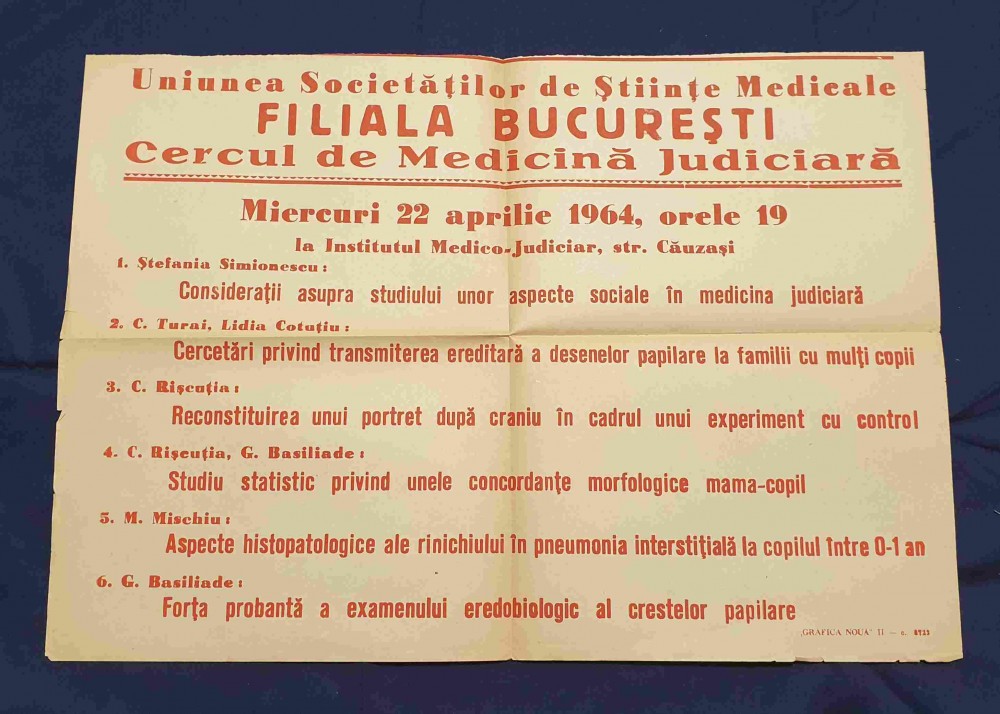 Uniunea Societăților de Științe Medicale
FILIALA BUCUREȘTI
Cercul de Medicină Judiciară
Miercuri 22 aprilie 1964, orele 19
la Institutul Medico-Judiciar, str. Căuzași
1. Ștefania Simionescu :
Considerații asupra studiului unor aspecte sociale în medicina judiciară
2. C. Turai, Lidia Cotuțiu :
Cercetări privind transmiterea ereditară a desenelor papilare la familii cu mulți copii
3. C. Rișcuția :
Reconstituirea unui portret după craniu în cadrul unui experiment cu control
4. C. Rișcuția, G. Basiliade :
Studiu statistic privind unele concordanțe morfologice mama-copil
5. M. Mischiu :
Aspecte histopatologice ale rinichiului în pneumonia interstițială la copilul între 0-1 an
6. G. Basiliade :
Forța probantă a examenului eredobiologic al crestelor papilare
„GRAFICA NOUA" II — c. 8723